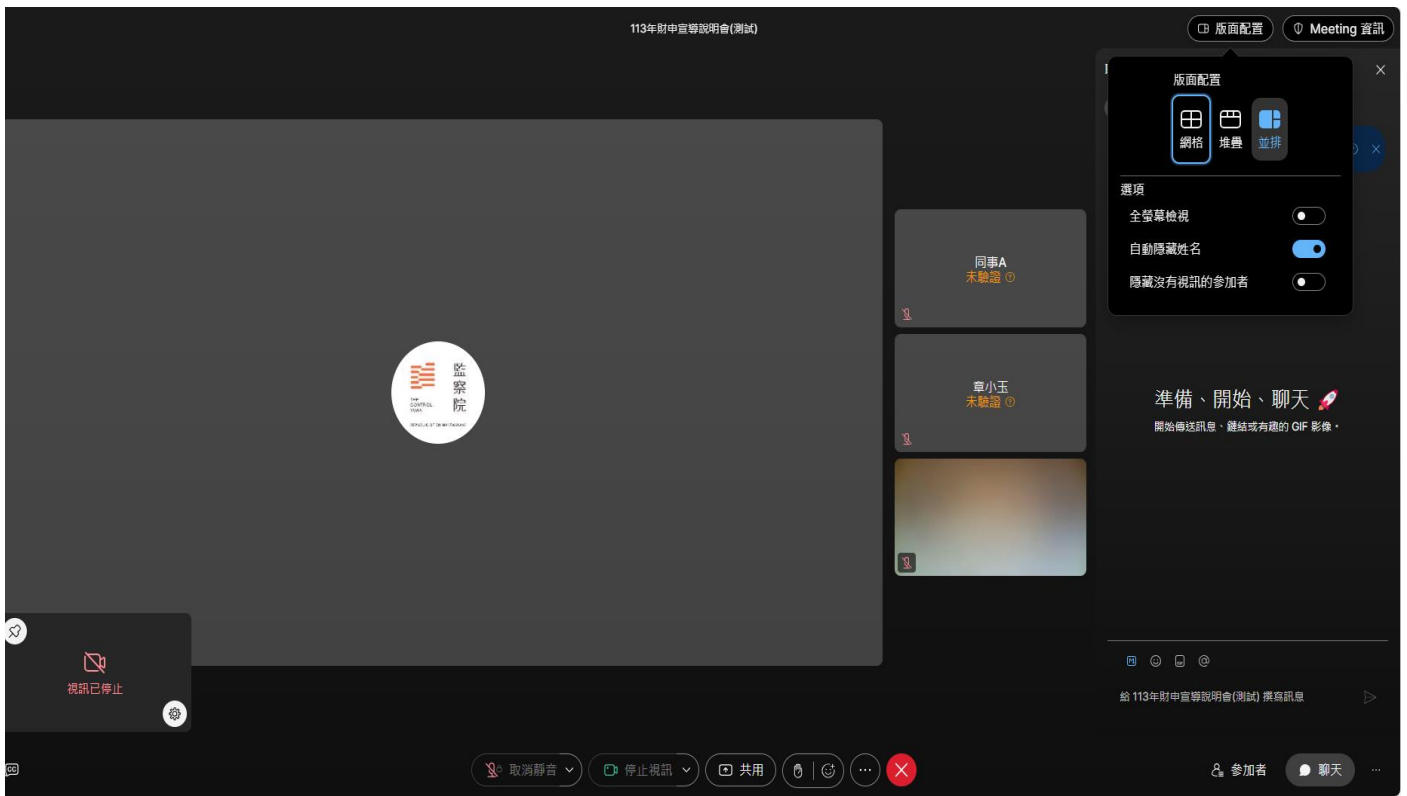 113年財申宣導說明會(測試)
版面配置
Meeting 資訊
版面配置
網格
堆疊
並排
選項
全螢幕檢視
自動隱藏姓名
隱藏沒有視訊的參加者
同事A
未驗證
章小玉
未驗證
監察院
THE
CONTROL
YUAN
準備、開始、聊天 🚀
開始傳送訊息、鏈結或有趣的 GIF 影像。
視訊已停止
給 113年財申宣導說明會(測試) 撰寫訊息
CC
取消靜音
停止視訊
共用
參加者
聊天